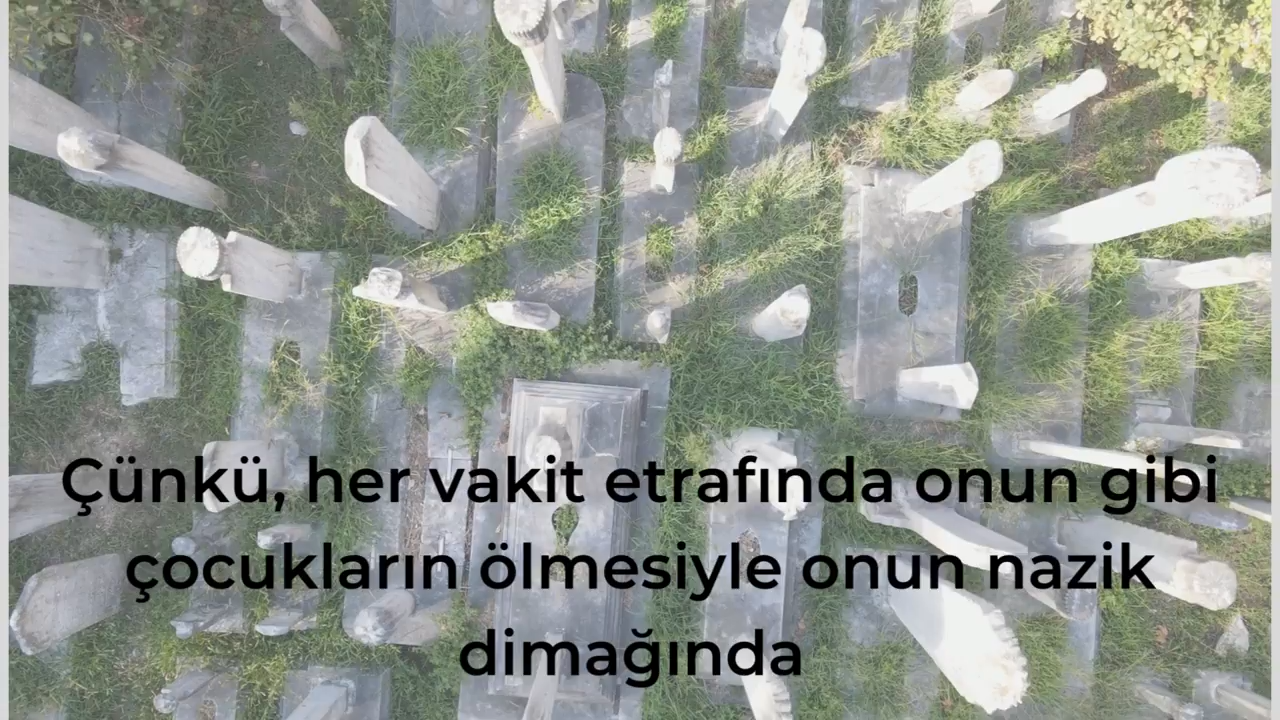 Çünkü, her vakit etrafında onun gibi
çocukların ölmesiyle onun nazik
dimağında